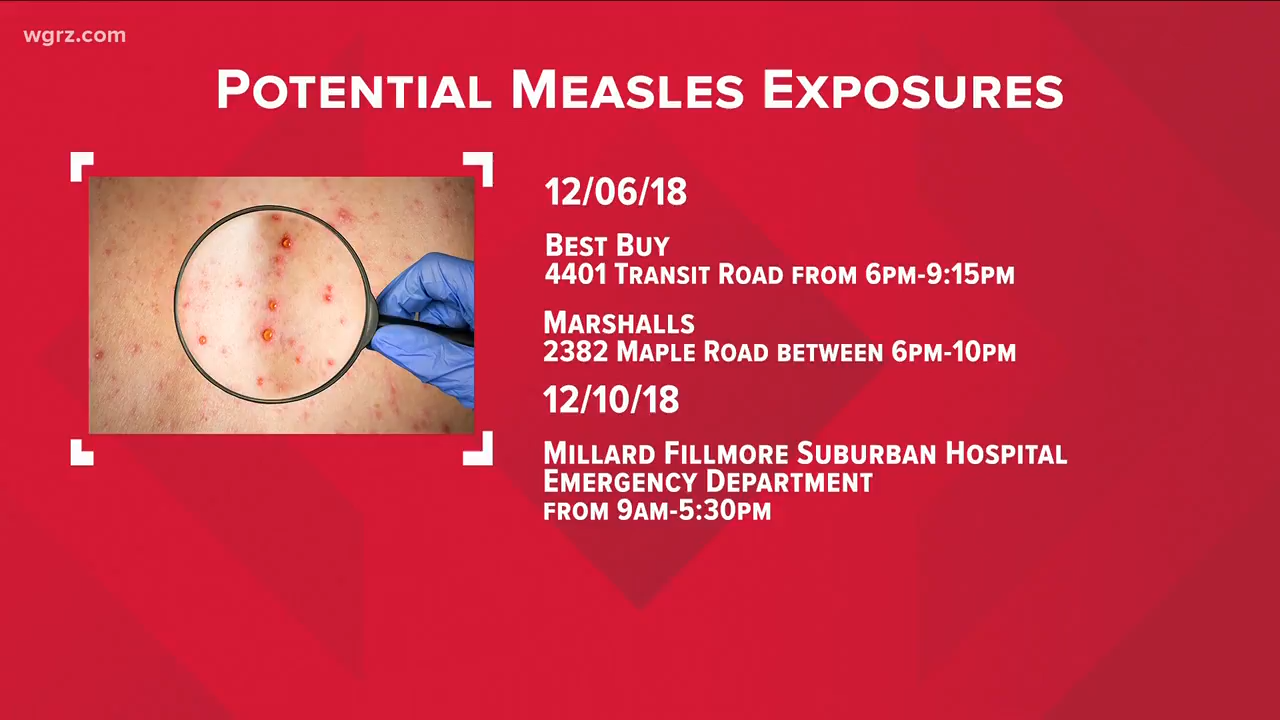 wgrz.com
Potential Measles Exposures
12/06/18
Best Buy
4401 Transit Road from 6pm-9:15pm
Marshalls
2382 Maple Road between 6pm-10pm
12/10/18
Millard Fillmore Suburban Hospital
Emergency Department
from 9am-5:30pm